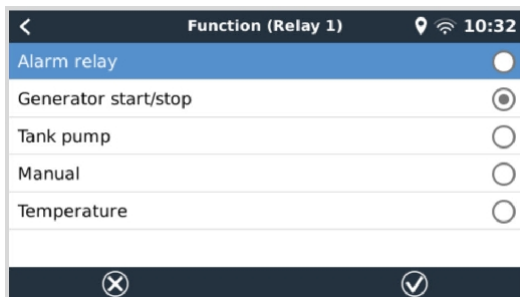 Function (Relay 1) 10:32
Alarm relay
Generator start/stop
Tank pump
Manual
Temperature